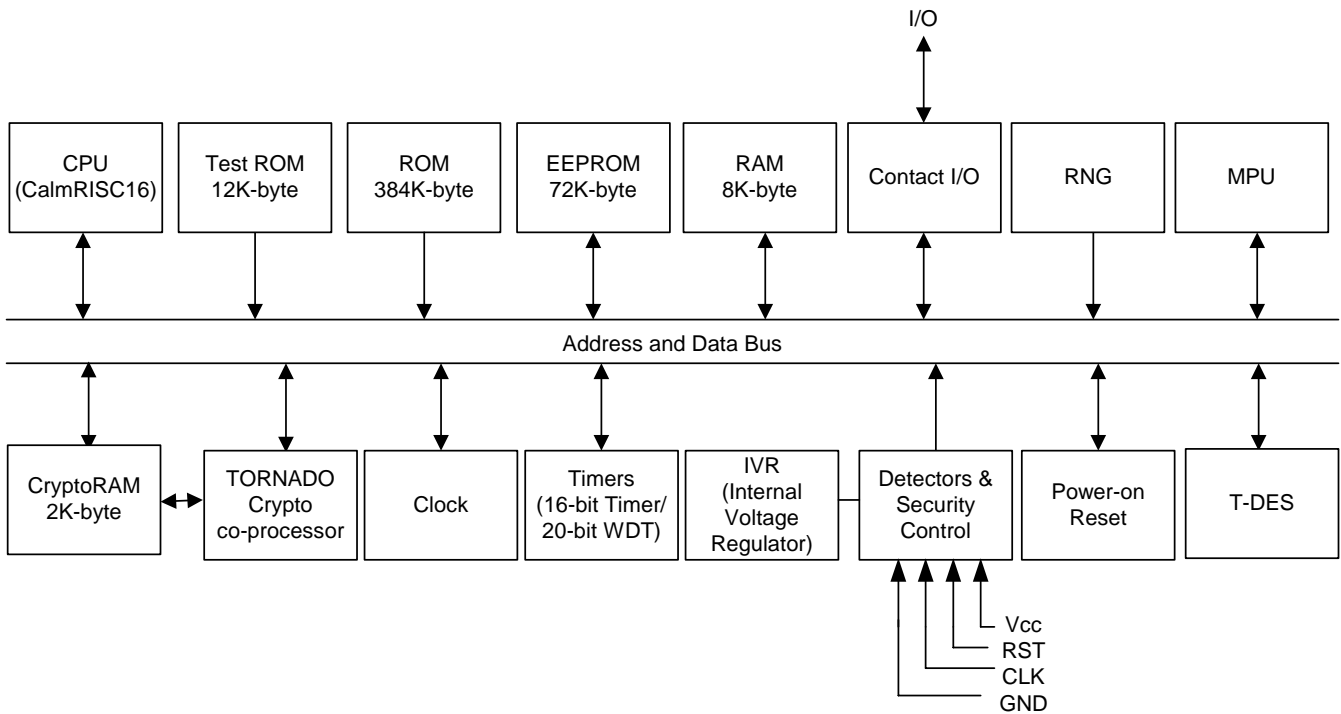 I/O
CPU
(CalmRISC16)
Test ROM
12K-byte
ROM
384K-byte
EEPROM
72K-byte
RAM
8K-byte
Contact I/O
RNG
MPU
Address and Data Bus
CryptoRAM
2K-byte
TORNADO
Crypto
co-processor
Clock
Timers
(16-bit Timer/
20-bit WDT)
IVR
(Internal
Voltage
Regulator)
Detectors &
Security
Control
Power-on
Reset
T-DES
Vcc
RST
CLK
GND